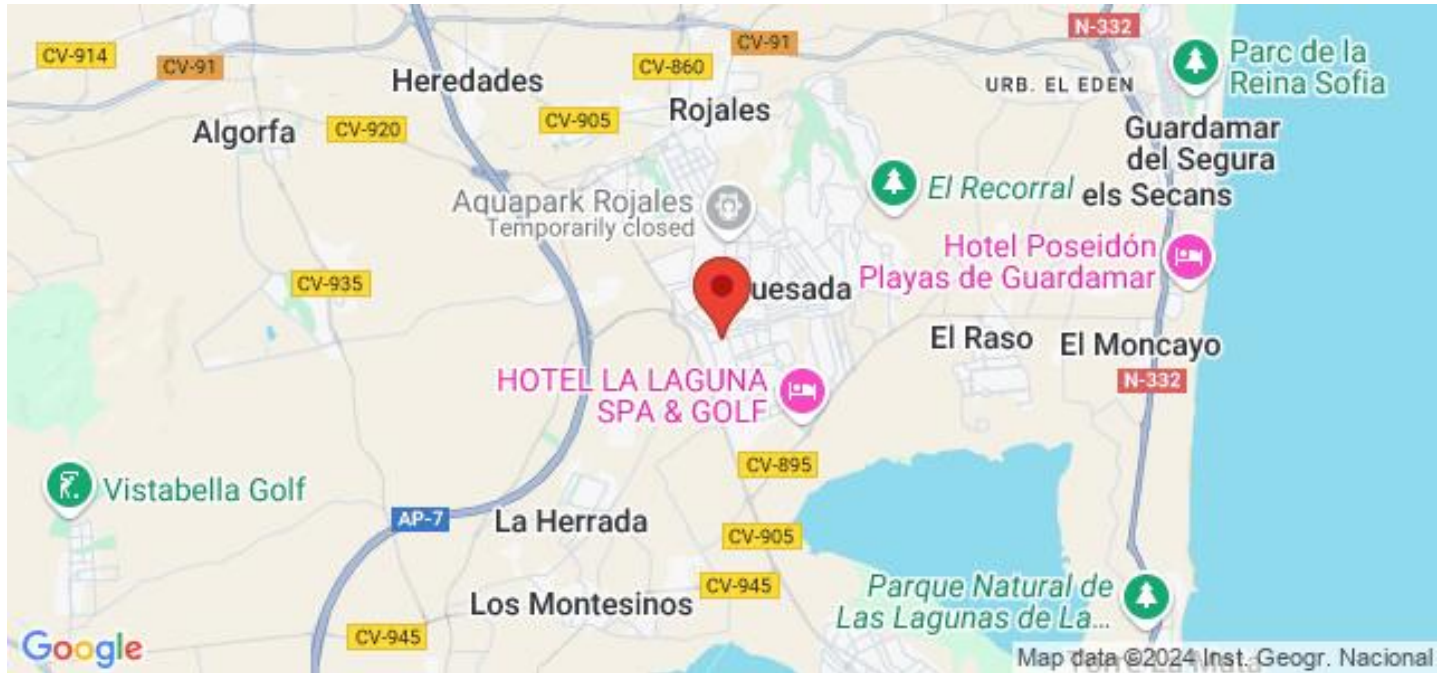 N-332
CV-914
CV-91
CV-91
CV-860
Parc de la
Reina Sofia
Heredades
URB. EL EDEN
Rojales
CV-905
Algorfa
CV-920
Guardamar
del Segura
El Recorral
els Secans
Aquapark Rojales
Temporarily closed
Hotel Poseidón
Playas de Guardamar
CV-935
uesada
El Raso
El Moncayo
HOTEL LA LAGUNA
SPA & GOLF
N-332
CV-895
Vistabella Golf
AP-7
La Herrada
CV-905
CV-945
Parque Natural de
Las Lagunas de La...
Los Montesinos
CV-945
Google
Map data ©2024 Inst. Geogr. Nacional